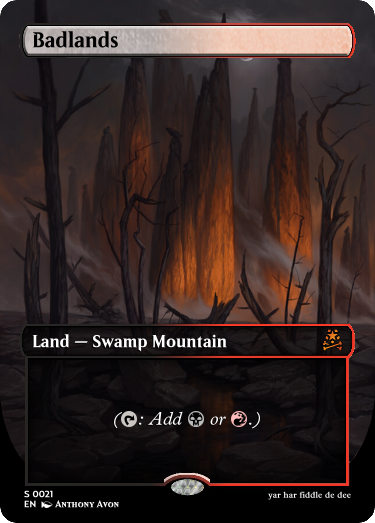 Badlands
Land — Swamp Mountain
(: Add or .)
S 0021
EN Anthony Avon
yar har fiddle de dee